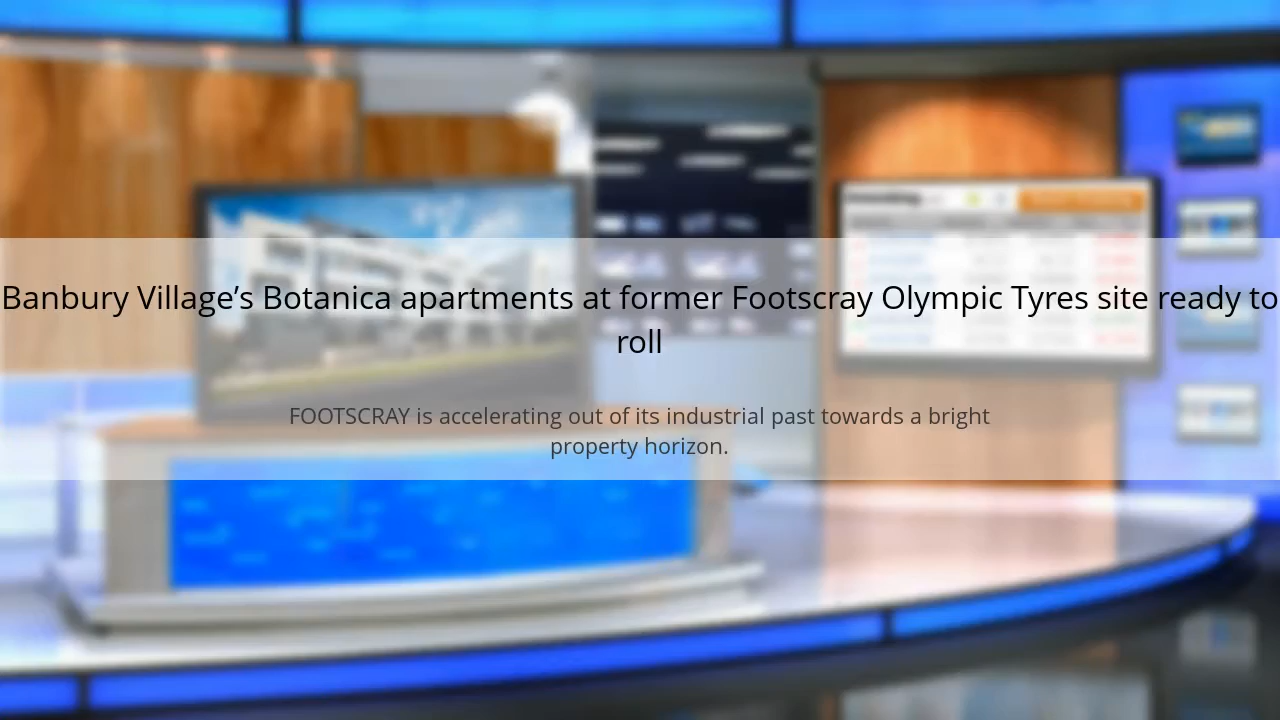 Banbury Village’s Botanica apartments at former Footscray Olympic Tyres site ready to
roll
FOOTSCRAY is accelerating out of its industrial past towards a bright
property horizon.